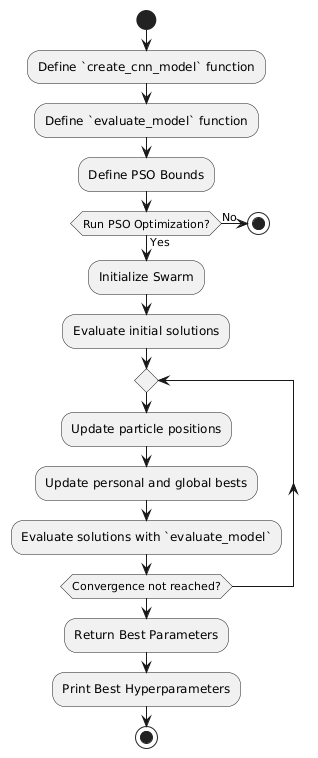 Define `create_cnn_model` function
Define `evaluate_model` function
Define PSO Bounds
Run PSO Optimization?
No
Yes
Initialize Swarm
Evaluate initial solutions
Update particle positions
Update personal and global bests
Evaluate solutions with `evaluate_model`
Convergence not reached?
Return Best Parameters
Print Best Hyperparameters